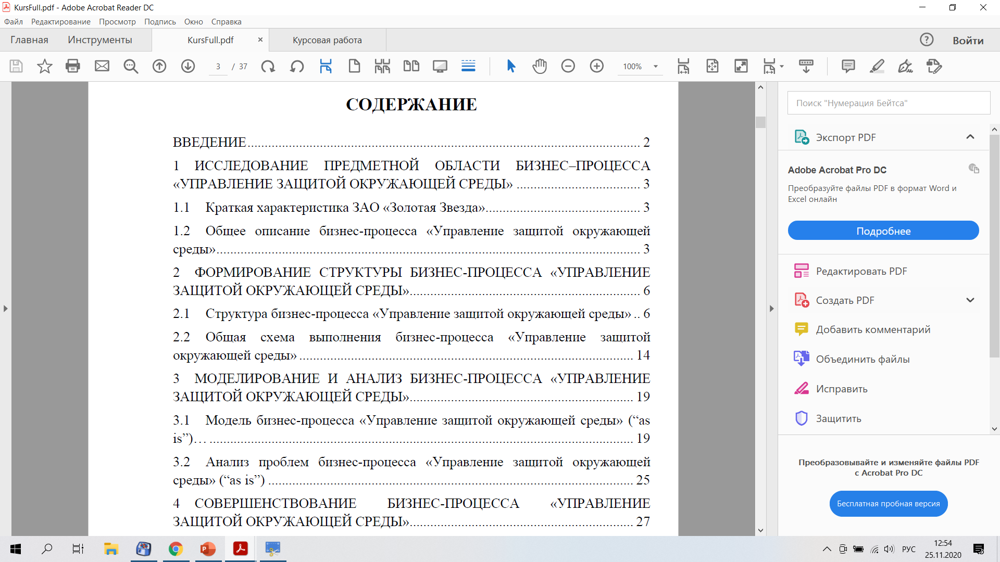 KursFull.pdf - Adobe Acrobat Reader DC
Файл Редактирование Просмотр Подпись Окно Справка
Главная Инструменты KursFull.pdf × Курсовая работа Войти
3 / 37 100%
СОДЕРЖАНИЕ
ВВЕДЕНИЕ........................................................ 2
1 ИССЛЕДОВАНИЕ ПРЕДМЕТНОЙ ОБЛАСТИ БИЗНЕС–ПРОЦЕССА
«УПРАВЛЕНИЕ ЗАЩИТОЙ ОКРУЖАЮЩЕЙ СРЕДЫ» .................... 3
1.1 Краткая характеристика ЗАО «Золотая Звезда»........................ 3
1.2 Общее описание бизнес-процесса «Управление защитой окружающей
среды»........................................................ 3
2 ФОРМИРОВАНИЕ СТРУКТУРЫ БИЗНЕС-ПРОЦЕССА «УПРАВЛЕНИЕ
ЗАЩИТОЙ ОКРУЖАЮЩЕЙ СРЕДЫ»................................ 6
2.1 Структура бизнес-процесса «Управление защитой окружающей среды» .. 6
2.2 Общая схема выполнения бизнес-процесса «Управление защитой
окружающей среды» ........................................ 14
3 МОДЕЛИРОВАНИЕ И АНАЛИЗ БИЗНЕС-ПРОЦЕССА «УПРАВЛЕНИЕ
ЗАЩИТОЙ ОКРУЖАЮЩЕЙ СРЕДЫ»................................ 19
3.1 Модель бизнес-процесса «Управление защитой окружающей среды» (“as
is”)… ........................................................ 19
3.2 Анализ проблем бизнес-процесса «Управление защитой окружающей
среды» (“as is”) ................................................ 25
4 СОВЕРШЕНСТВОВАНИЕ БИЗНЕС-ПРОЦЕССА «УПРАВЛЕНИЕ
ЗАЩИТОЙ ОКРУЖАЮЩЕЙ СРЕДЫ»................................ 27
Поиск "Нумерация Бейтса"
Экспорт PDF
Adobe Acrobat Pro DC
Преобразуйте файлы PDF в формат Word и
Excel онлайн
Подробнее
Редактировать PDF
Создать PDF
Добавить комментарий
Объединить файлы
Исправить
Защитить
Преобразовывайте и изменяйте файлы PDF
с Acrobat Pro DC
Бесплатная пробная версия
РУС
12:54
25.11.2020